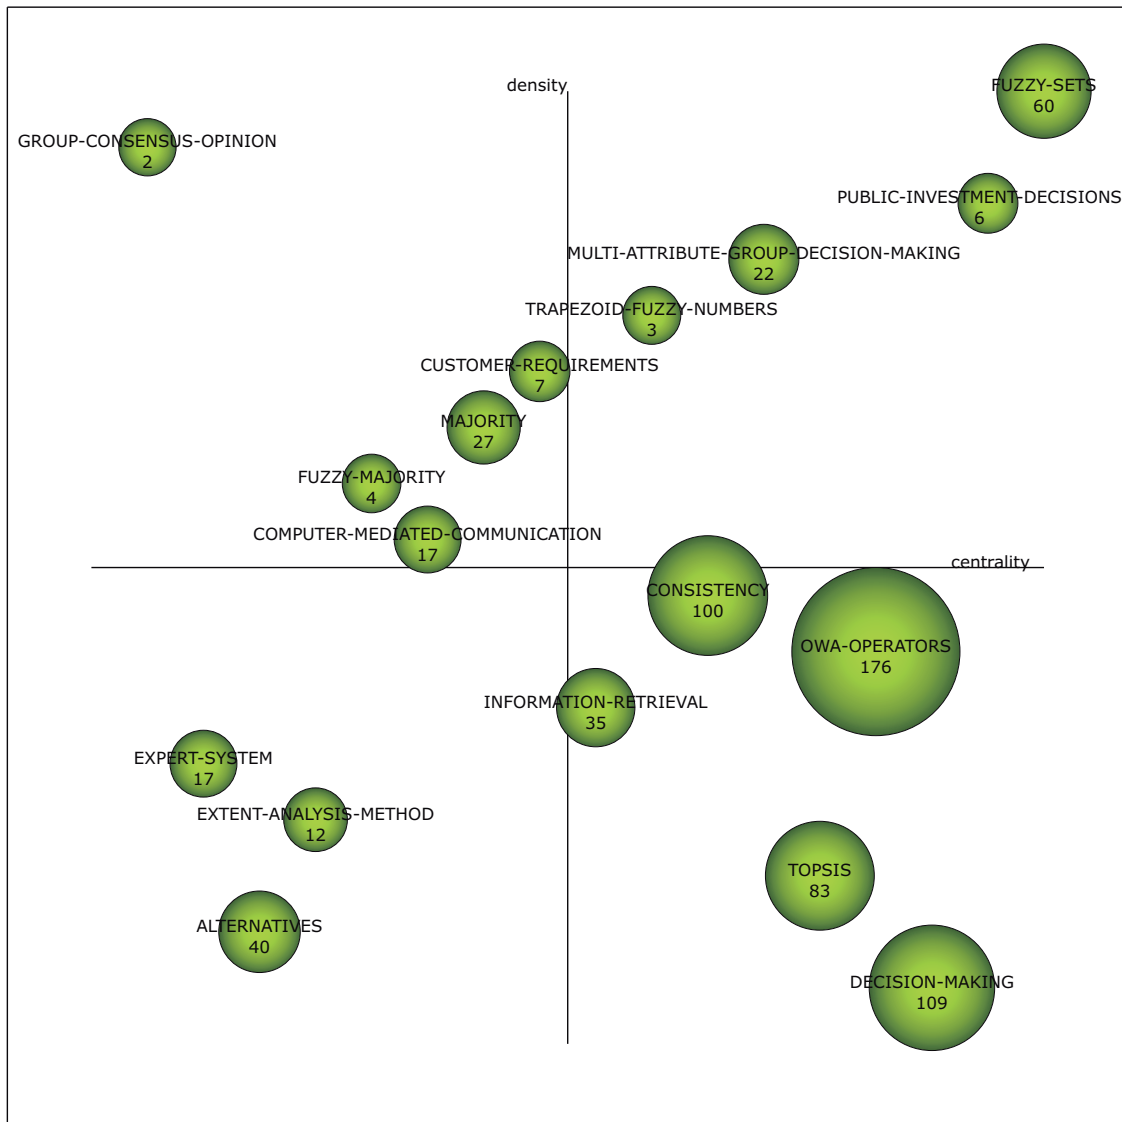 density
FUZZY-SETS
60
GROUP-CONSENSUS-OPINION
2
PUBLIC-INVESTMENT-DECISIONS
6
MULTI-ATTRIBUTE-GROUP-DECISION-MAKING
22
TRAPEZOID-FUZZY-NUMBERS
3
CUSTOMER-REQUIREMENTS
7
MAJORITY
27
FUZZY-MAJORITY
4
COMPUTER-MEDIATED-COMMUNICATION
17
centrality
CONSISTENCY
100
OWA-OPERATORS
176
INFORMATION-RETRIEVAL
35
EXPERT-SYSTEM
17
EXTENT-ANALYSIS-METHOD
12
TOPSIS
83
ALTERNATIVES
40
DECISION-MAKING
109